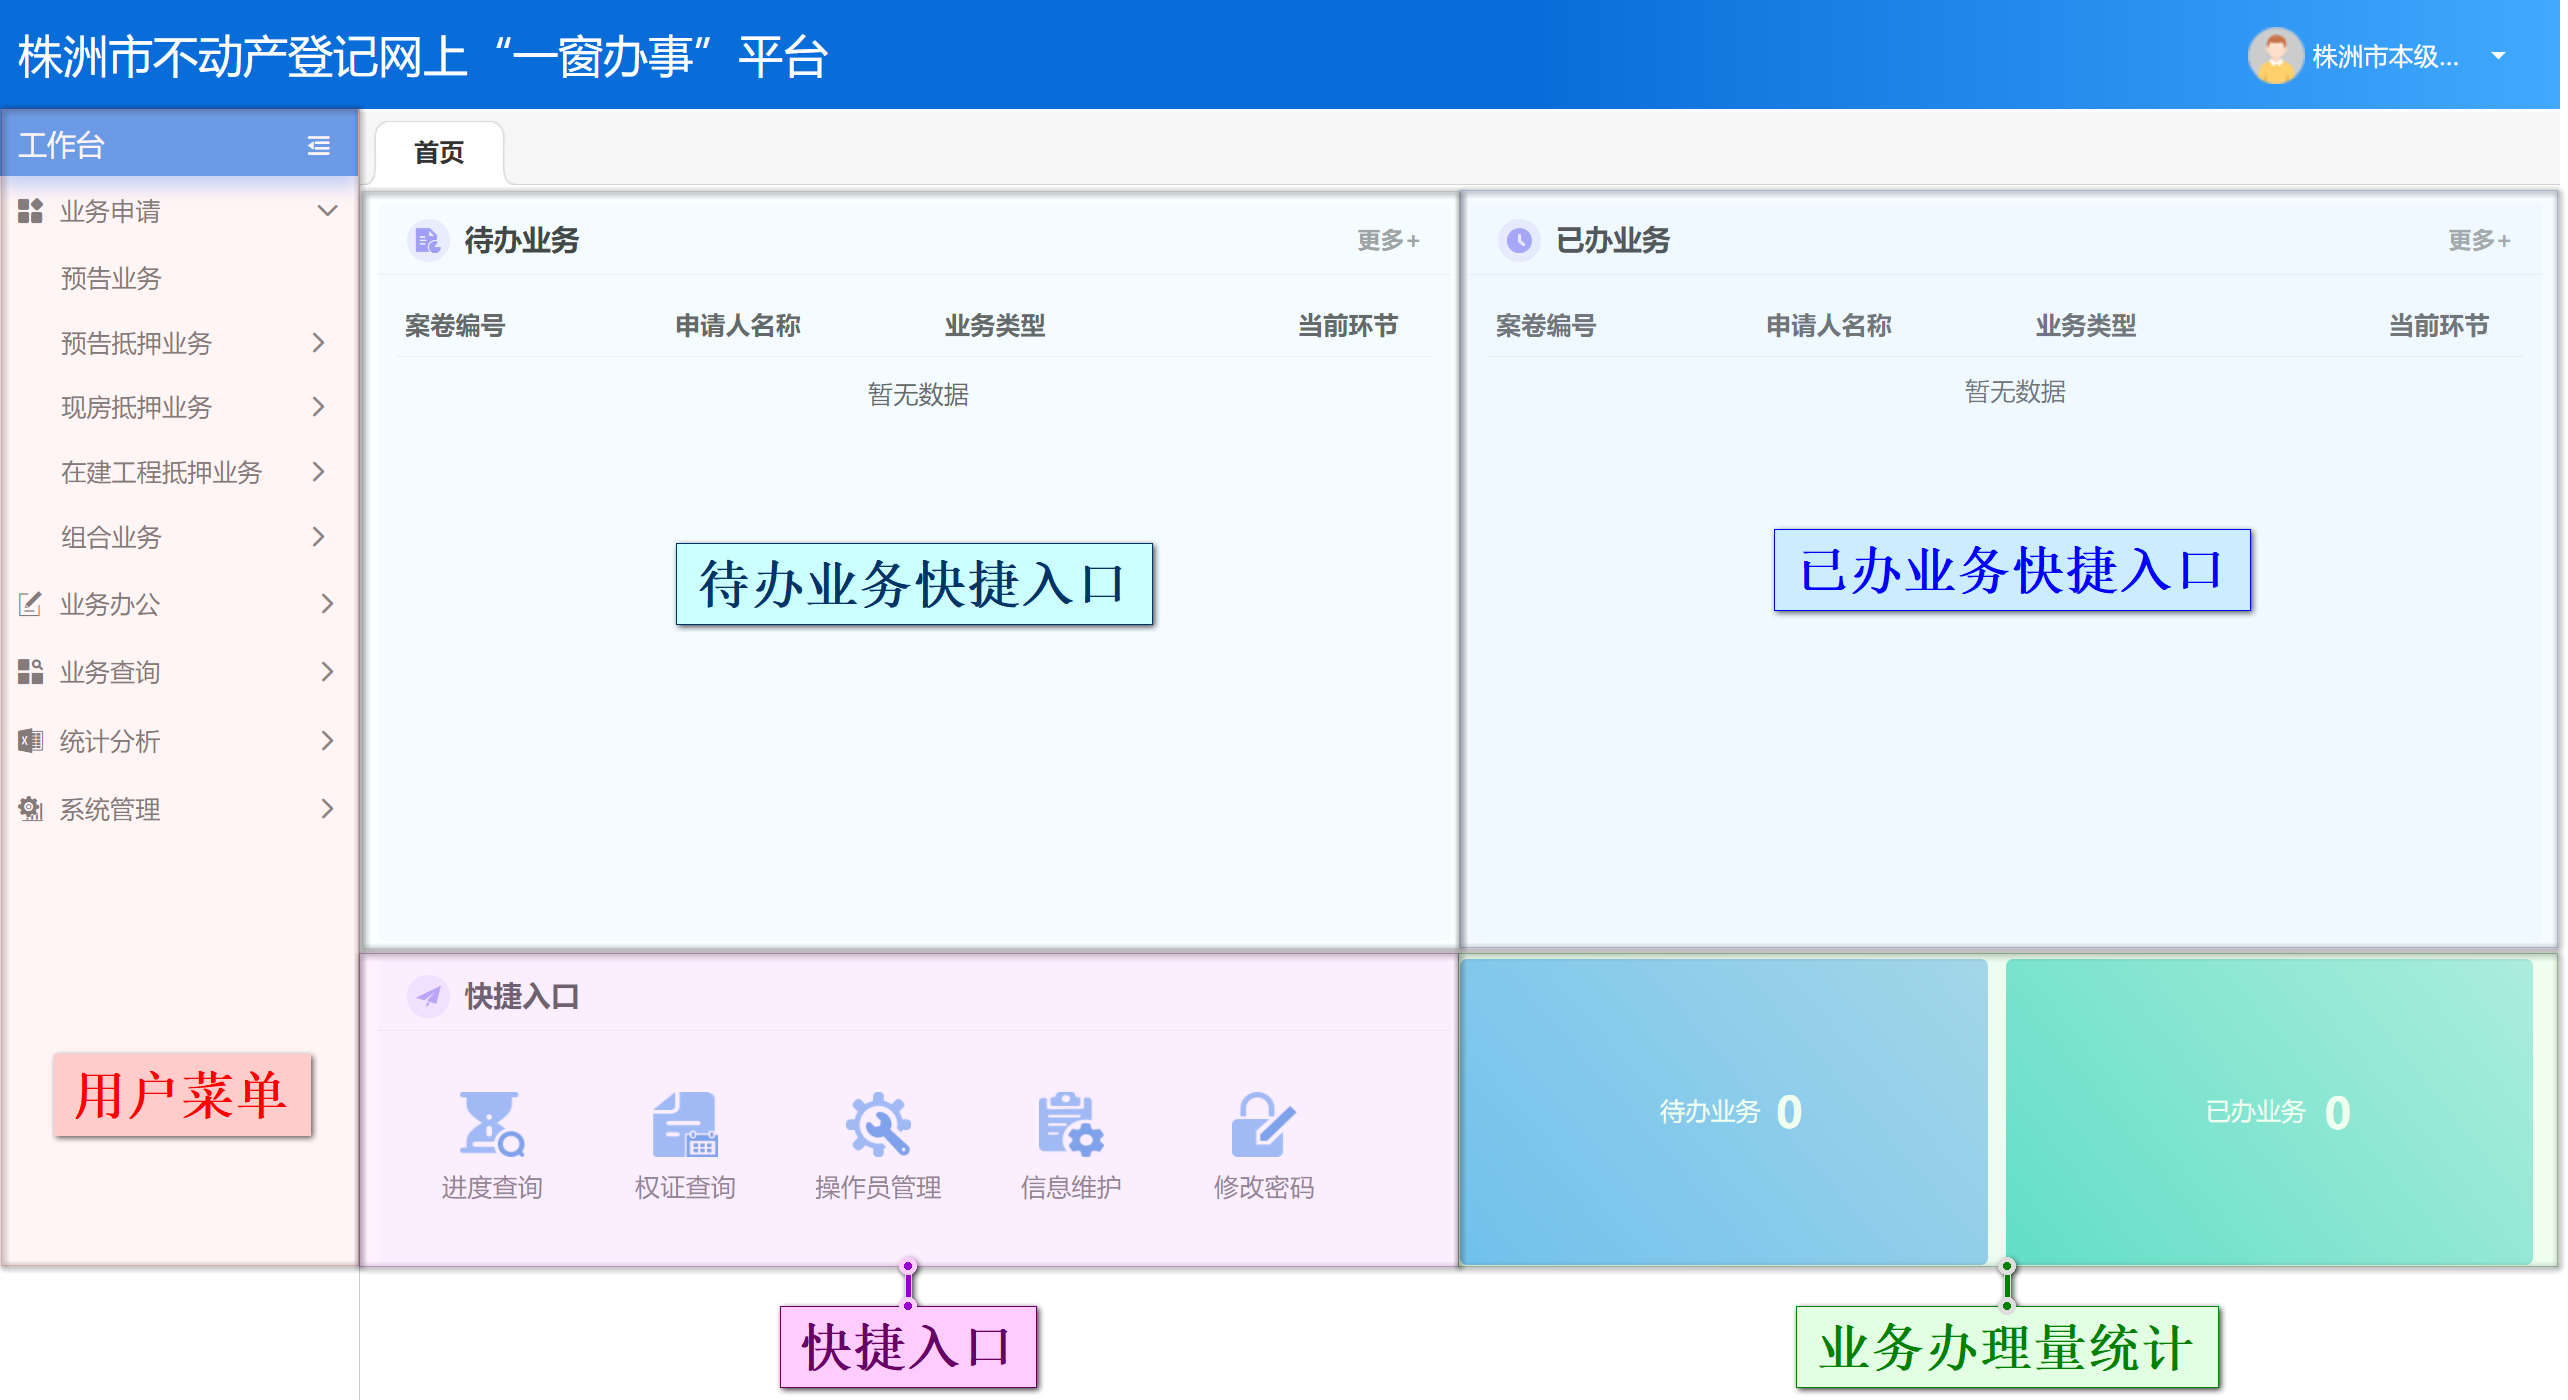 株洲市不动产登记网上“一窗办事”平台
株洲市本级...
工作台
业务申请
预告业务
预告抵押业务
现房抵押业务
在建工程抵押业务
组合业务
业务办公
业务查询
统计分析
系统管理
用户菜单
首页
待办业务
更多+
案卷编号 申请人名称 业务类型 当前环节
暂无数据
待办业务快捷入口
已办业务
更多+
案卷编号 申请人名称 业务类型 当前环节
暂无数据
已办业务快捷入口
快捷入口
进度查询 权证查询 操作员管理 信息维护 修改密码
快捷入口
待办业务 0
已办业务 0
业务办理量统计